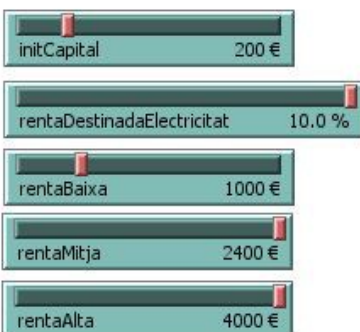 initCapital 200 €
rentaDestinadaElectricitat 10.0 %
rentaBaixa 1000 €
rentaMitja 2400 €
rentaAlta 4000 €